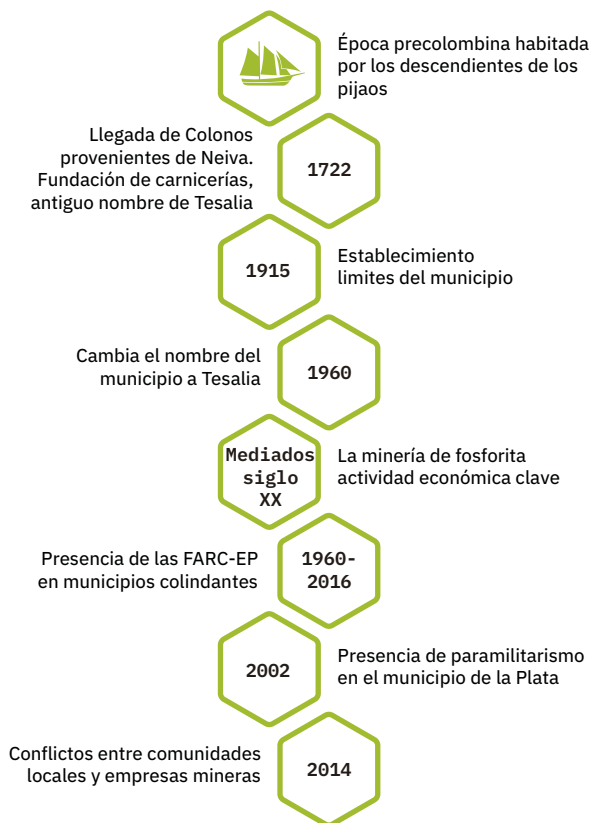 Época precolombina habitada
por los descendientes de los
pijaos
Llegada de Colonos
provenientes de Neiva.
Fundación de carnicerías,
antiguo nombre de Tesalia
1722
1915
Establecimiento
limites del municipio
Cambia el nombre del
municipio a Tesalia
1960
Mediados
siglo
XX
La minería de fosforita
actividad económica clave
Presencia de las FARC-EP
en municipios colindantes
1960-
2016
2002
Presencia de paramilitarismo
en el municipio de la Plata
Conflictos entre comunidades
locales y empresas mineras
2014